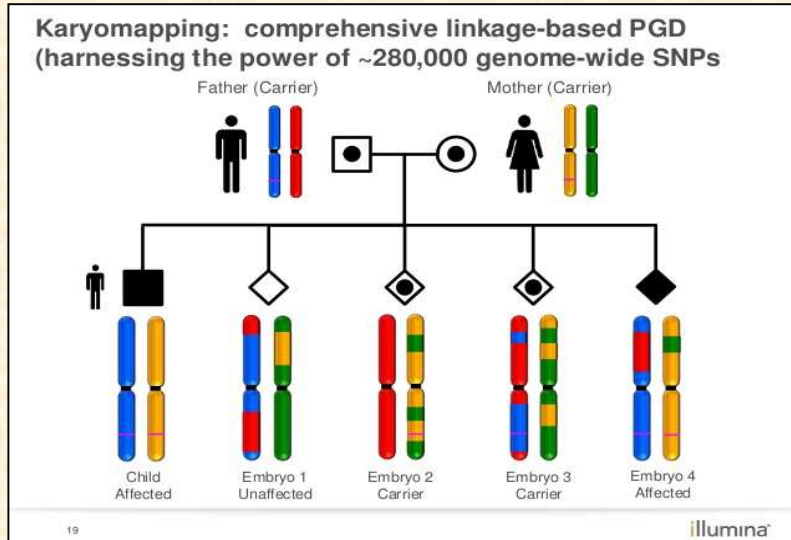 Karyomapping: comprehensive linkage-based PGD
(harnessing the power of ~280,000 genome-wide SNPs
Father (Carrier)
Mother (Carrier)
Child
Affected
Embryo 1
Unaffected
Embryo 2
Carrier
Embryo 3
Carrier
Embryo 4
Affected
19
illumina